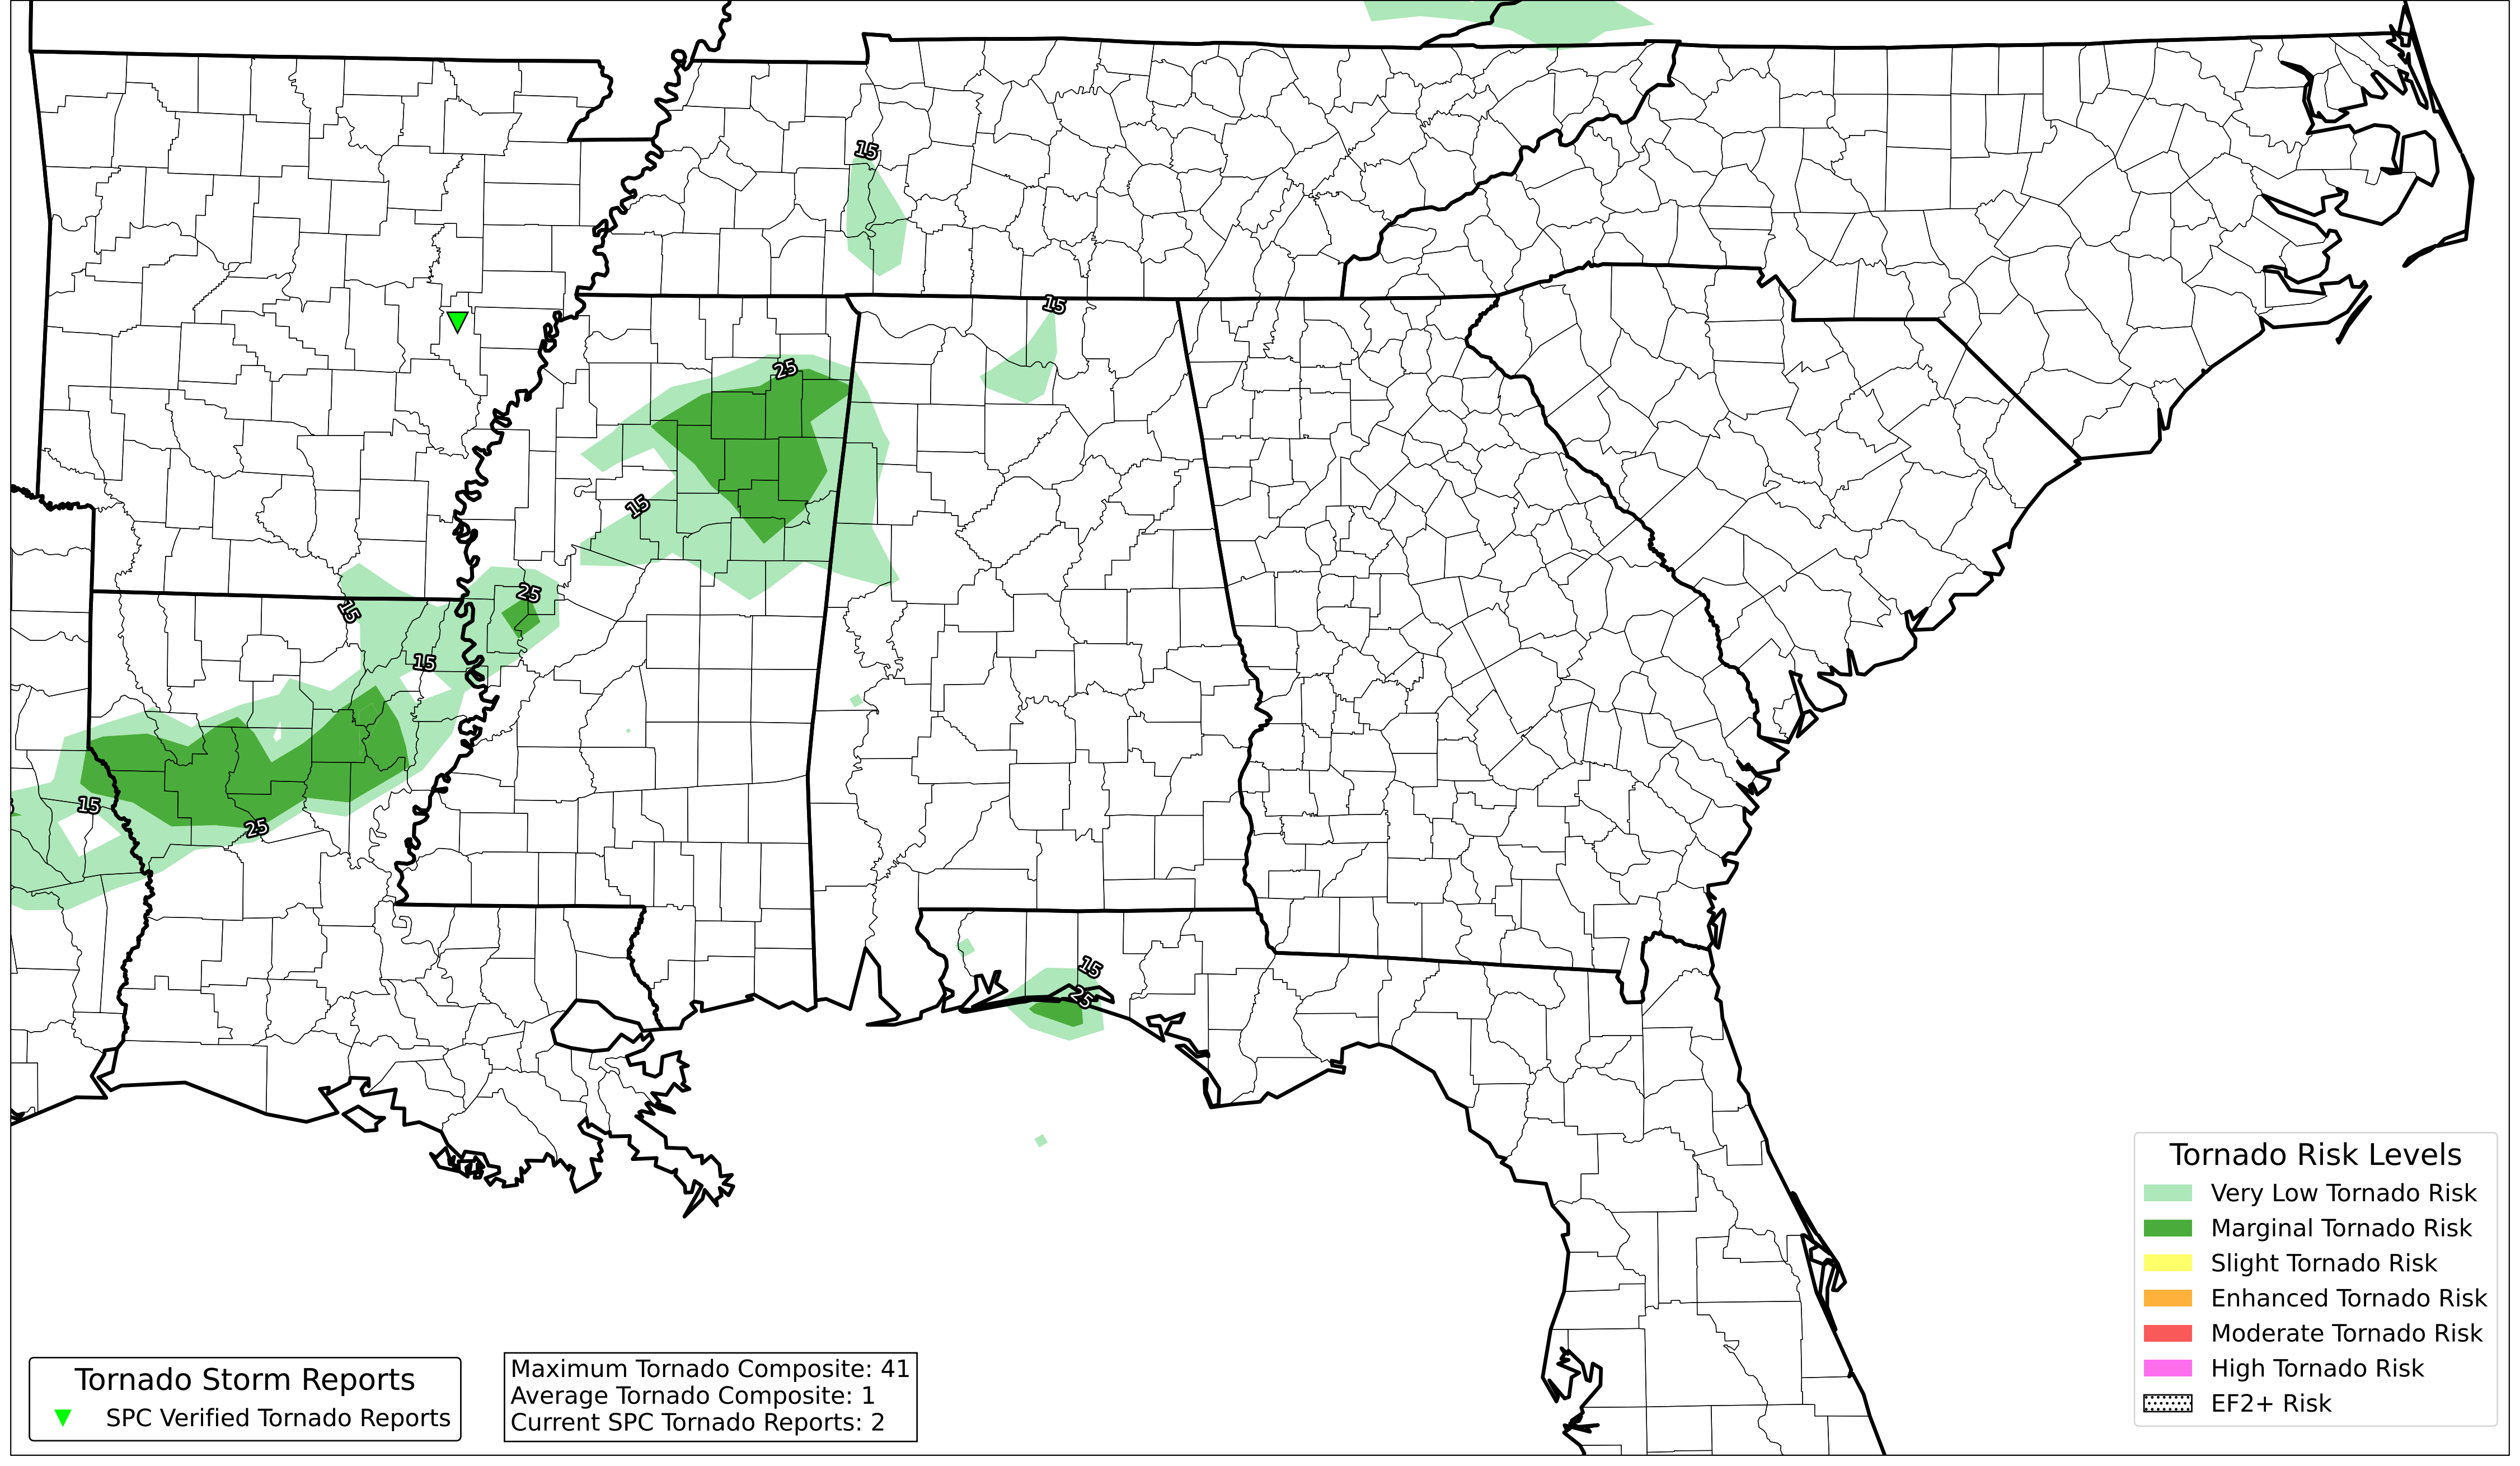 15
15
25
15
25
15
15
15
25
15
25
Tornado Risk Levels
Very Low Tornado Risk
Marginal Tornado Risk
Slight Tornado Risk
Enhanced Tornado Risk
Moderate Tornado Risk
High Tornado Risk
EF2+ Risk
Tornado Storm Reports
SPC Verified Tornado Reports
Maximum Tornado Composite: 41
Average Tornado Composite: 1
Current SPC Tornado Reports: 2